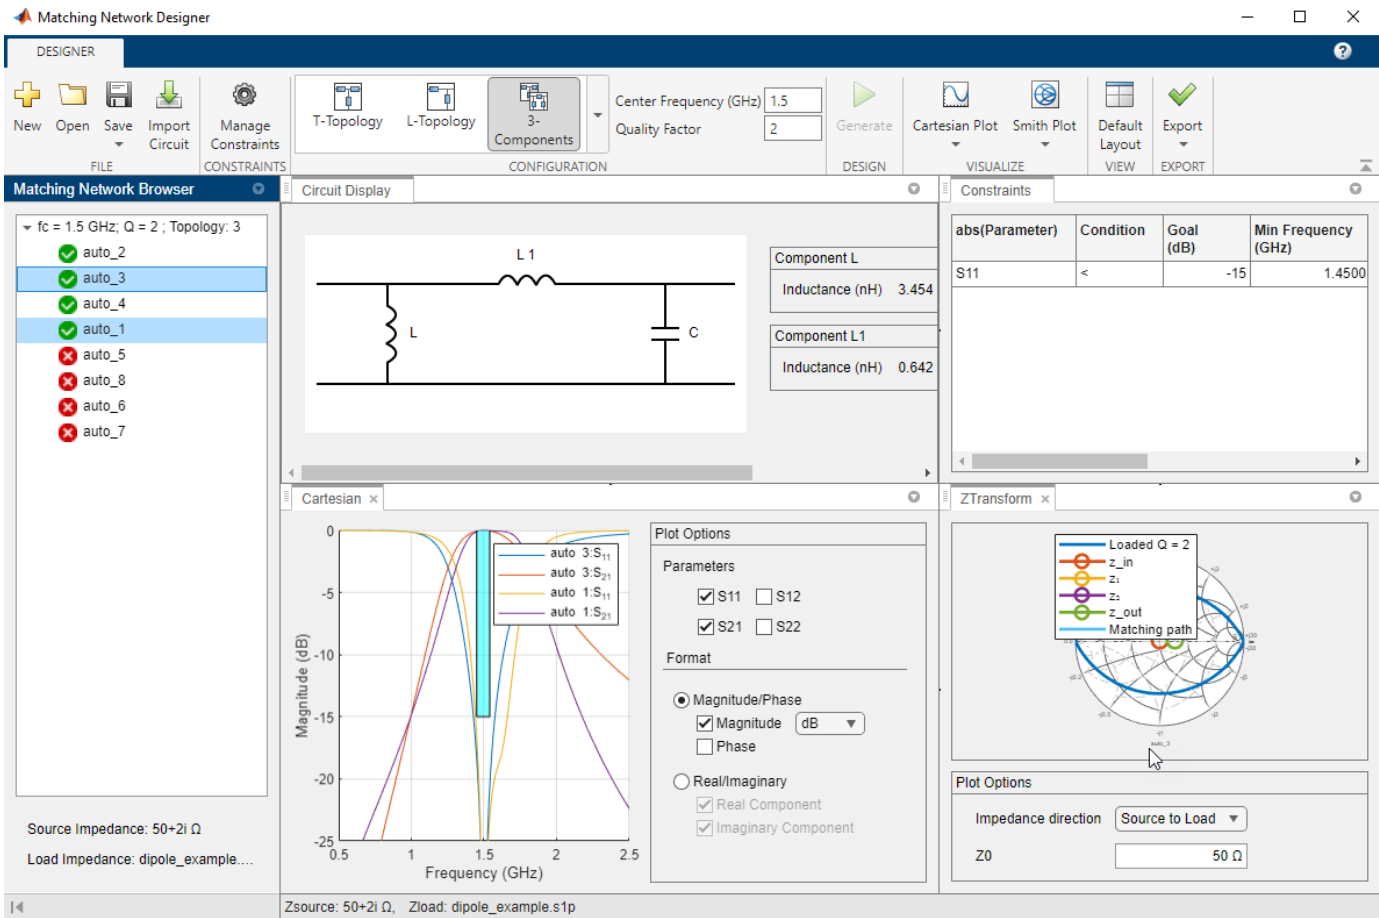 Matching Network Designer
DESIGNER
New
Open
Save
Import
Circuit
FILE
Manage
Constraints
CONSTRAINTS
T-Topology
L-Topology
3-
Components
Center Frequency (GHz) 1.5
Quality Factor 2
CONFIGURATION
Generate
DESIGN
Cartesian Plot
Smith Plot
VISUALIZE
Default
Layout
VIEW
Export
EXPORT
Matching Network Browser
fc = 1.5 GHz; Q = 2 ; Topology: 3
auto_2
auto_3
auto_4
auto_1
auto_5
auto_8
auto_6
auto_7
Source Impedance: 50+2i Ω
Load Impedance: dipole_example....
Circuit Display
L 1
L
C
Component L
Inductance (nH) 3.454
Component L1
Inductance (nH) 0.642
Constraints
abs(Parameter) Condition Goal (dB) Min Frequency (GHz)
S11 < -15 1.4500
Cartesian
0
-5
-10
-15
-20
-25
0.5 1 1.5 2 2.5
Magnitude (dB)
Frequency (GHz)
auto 3:S11
auto 3:S21
auto 1:S11
auto 1:S21
Plot Options
Parameters
S11 S12
S21 S22
Format
Magnitude/Phase
Magnitude dB
Phase
Real/Imaginary
Real Component
Imaginary Component
ZTransform
Loaded Q = 2
z_in
z₁
z₂
z_out
Matching path
auto_3
Plot Options
Impedance direction Source to Load
Z0 50 Ω
Zsource: 50+2i Ω, Zload: dipole_example.s1p